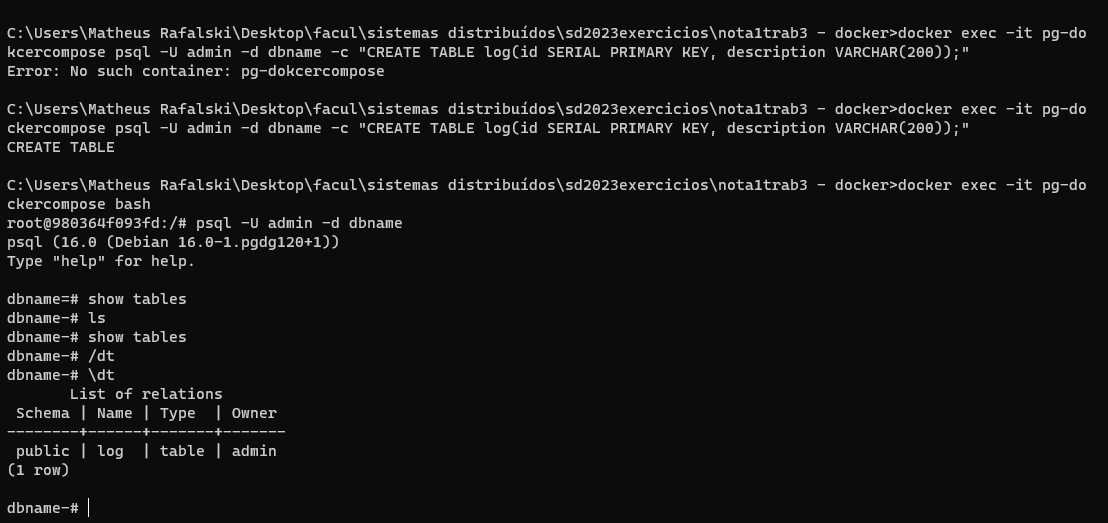 C:\Users\Matheus Rafalski\Desktop\facul\sistemas distribuídos\sd2023exercicios\nota1trab3 - docker>docker exec -it pg-do
kcercompose psql -U admin -d dbname -c "CREATE TABLE log(id SERIAL PRIMARY KEY, description VARCHAR(200));"
Error: No such container: pg-dokcercompose
C:\Users\Matheus Rafalski\Desktop\facul\sistemas distribuídos\sd2023exercicios\nota1trab3 - docker>docker exec -it pg-do
ckercompose psql -U admin -d dbname -c "CREATE TABLE log(id SERIAL PRIMARY KEY, description VARCHAR(200));"
CREATE TABLE
C:\Users\Matheus Rafalski\Desktop\facul\sistemas distribuídos\sd2023exercicios\nota1trab3 - docker>docker exec -it pg-do
ckercompose bash
root@980364f093fd:/# psql -U admin -d dbname
psql (16.0 (Debian 16.0-1.pgdg120+1))
Type "help" for help.
dbname=# show tables
dbname-# ls
dbname-# show tables
dbname-# /dt
dbname-# \dt
List of relations
Schema | Name | Type  | Owner
--------+------+-------+-------
public | log  | table | admin
(1 row)
dbname-#